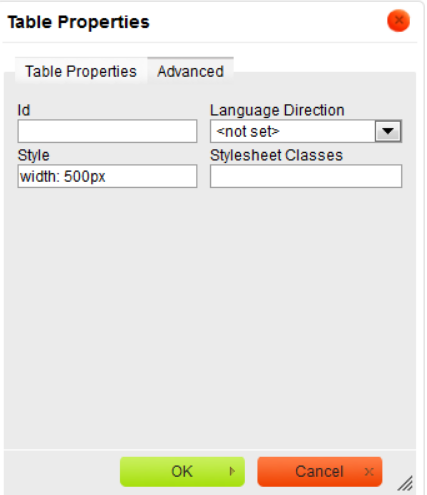 Table Properties
Table Properties Advanced
Id Language Direction
<not set>
Style Stylesheet Classes
width: 500px
OK Cancel